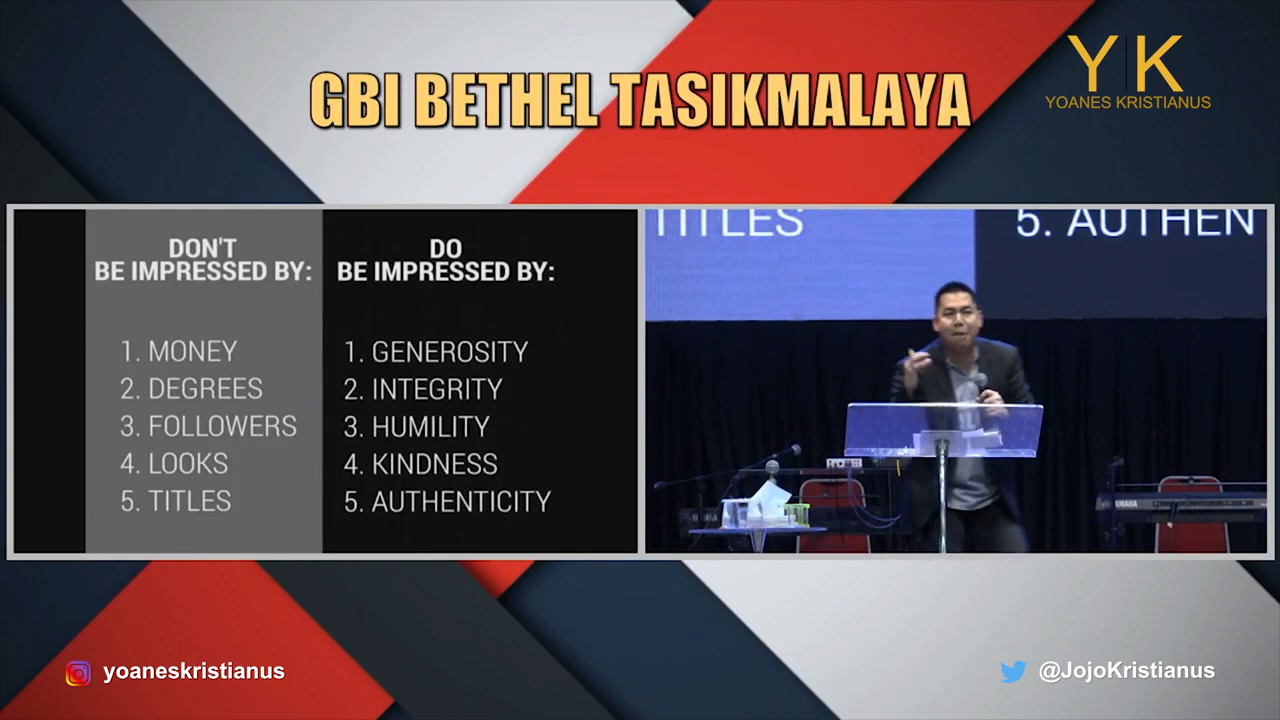 GBI BETHEL TASIKMALAYA
Y K
YOANES KRISTIANUS
DON'T
BE IMPRESSED BY:
1. MONEY
2. DEGREES
3. FOLLOWERS
4. LOOKS
5. TITLES
DO
BE IMPRESSED BY:
1. GENEROSITY
2. INTEGRITY
3. HUMILITY
4. KINDNESS
5. AUTHENTICITY
TITLES
5. AUTHEN
YAMAHA
yoaneskristianus
@JojoKristianus